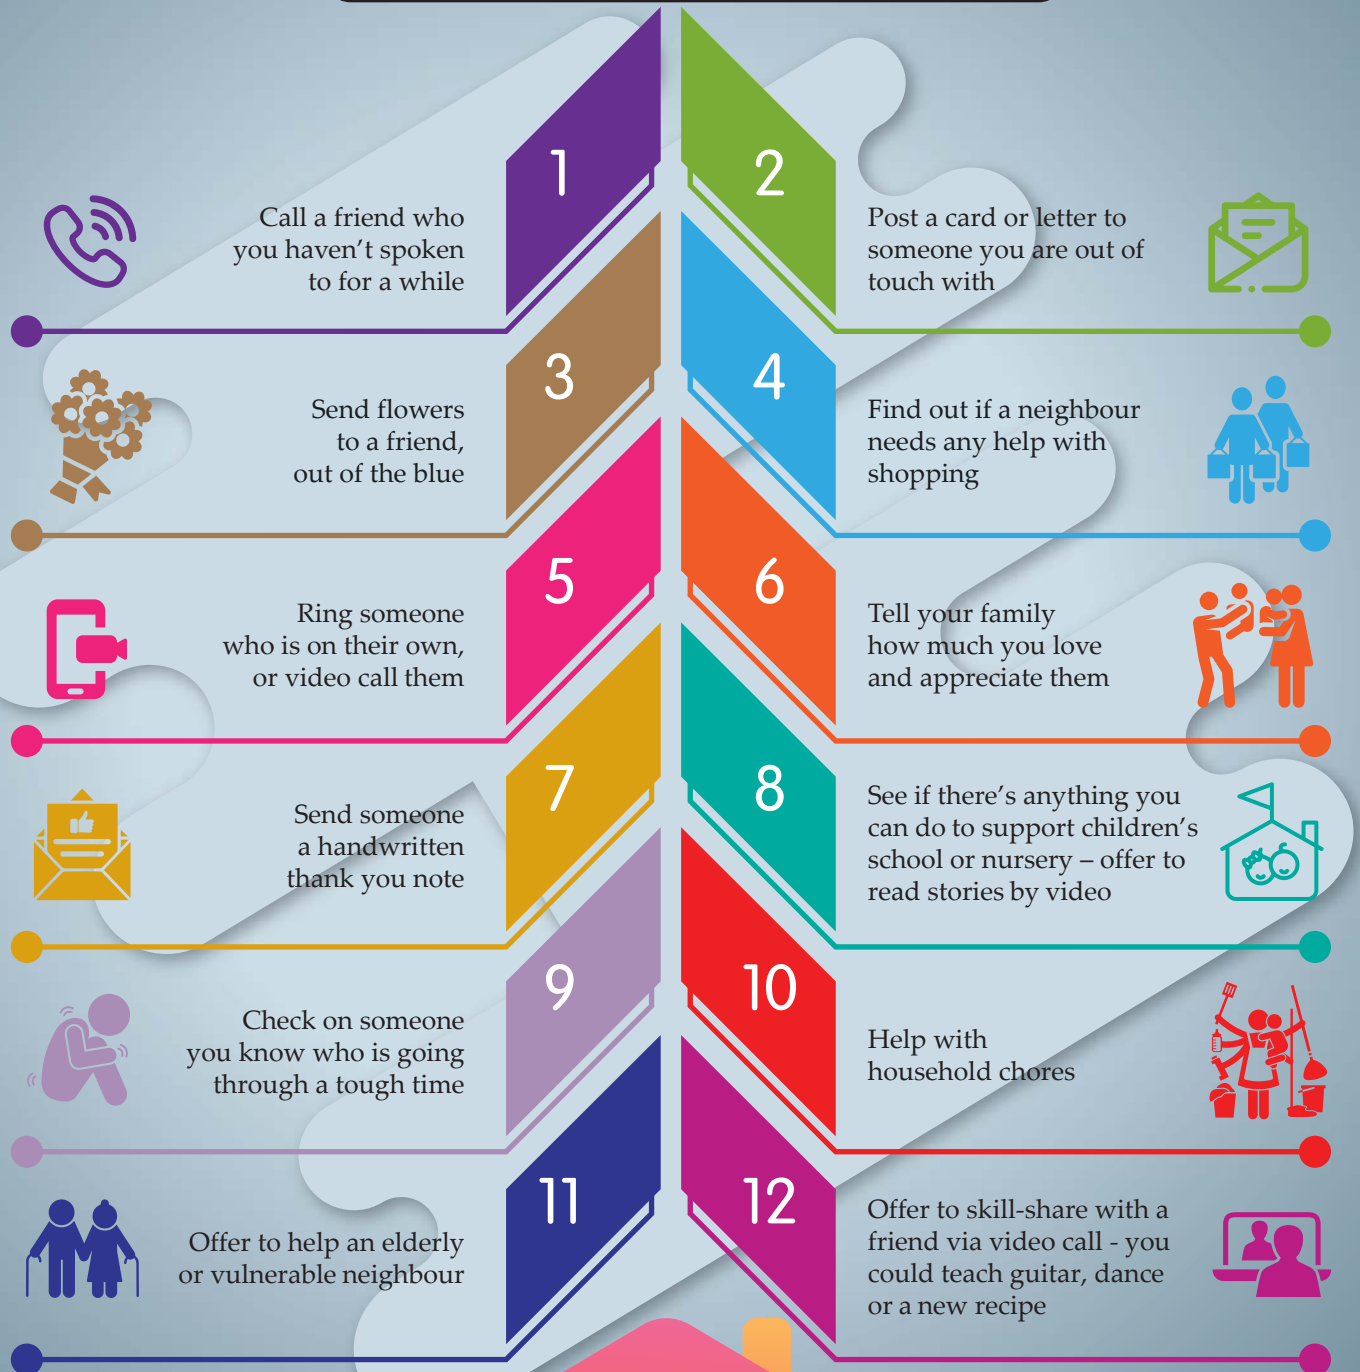 1
Call a friend who
you haven't spoken
to for a while
2
Post a card or letter to
someone you are out of
touch with
3
Send flowers
to a friend,
out of the blue
4
Find out if a neighbour
needs any help with
shopping
5
Ring someone
who is on their own,
or video call them
6
Tell your family
how much you love
and appreciate them
7
Send someone
a handwritten
thank you note
8
See if there's anything you
can do to support children's
school or nursery – offer to
read stories by video
9
Check on someone
you know who is going
through a tough time
10
Help with
household chores
11
Offer to help an elderly
or vulnerable neighbour
12
Offer to skill-share with a
friend via video call - you
could teach guitar, dance
or a new recipe